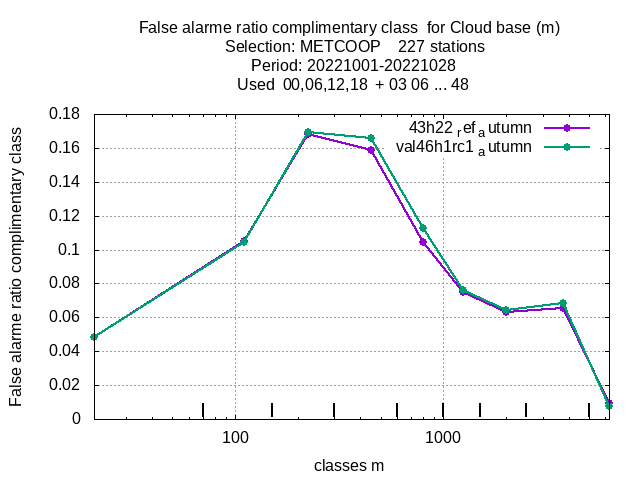 False alarme ratio complimentary class  for Cloud base (m)
Selection: METCOOP    227 stations
Period: 20221001-20221028
Used  00,06,12,18  + 03 06 ... 48
False alarme ratio complimentary class
0.18
0.16
0.14
0.12
0.1
0.08
0.06
0.04
0.02
0
43h22 ref autumn
val46h1rc1 autumn
100
1000
classes m